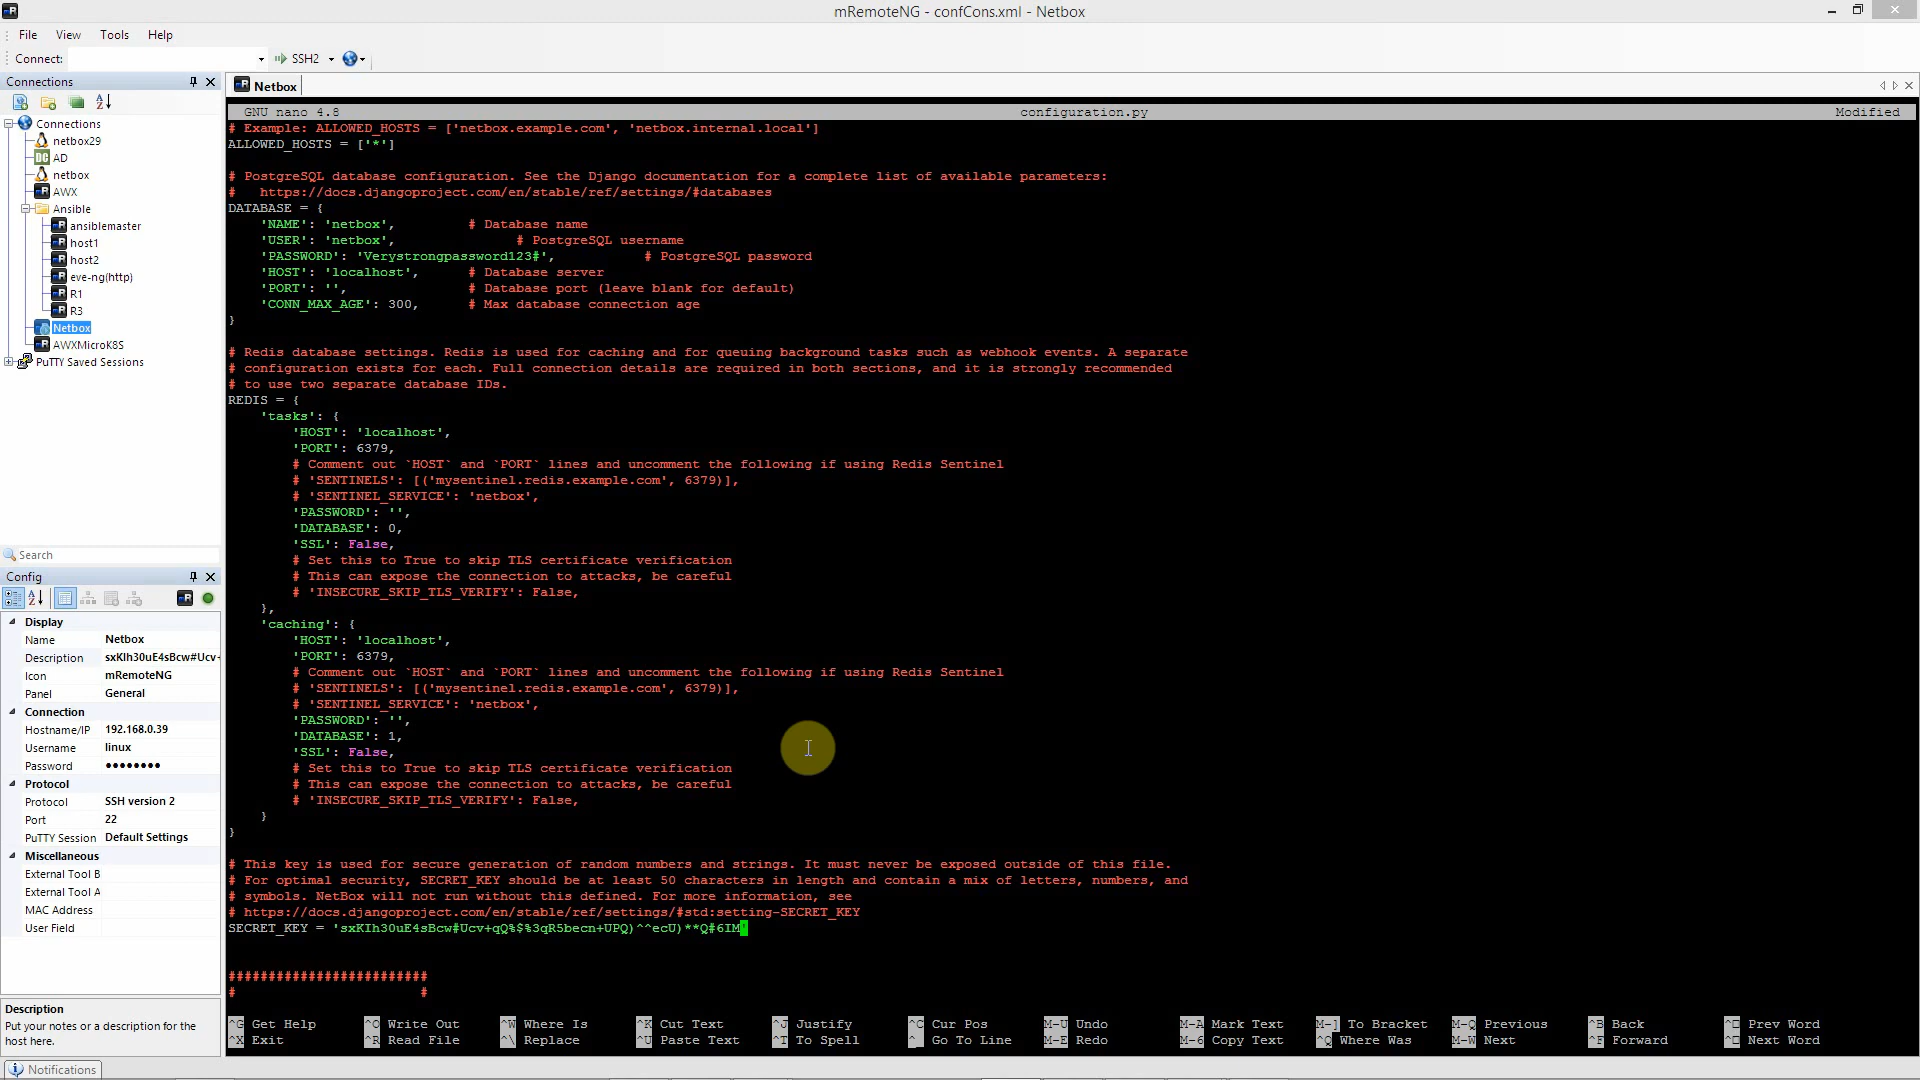 mRemoteNG - confCons.xml - Netbox
File View Tools Help
Connect: SSH2
Connections
Netbox
Connections
netbox29
AD
netbox
AWX
Ansible
ansiblemaster
host1
host2
eve-ng(http)
R1
R3
Netbox
AWXMicroK8S
PuTTY Saved Sessions
Search
Config
Display
Name Netbox
Description sxKIh30uE4sBcw#Ucv+
Icon mRemoteNG
Panel General
Connection
Hostname/IP 192.168.0.39
Username linux
Password ●●●●●●●●
Protocol
Protocol SSH version 2
Port 22
PuTTY Session Default Settings
Miscellaneous
External Tool B
External Tool A
MAC Address
User Field
Description
Put your notes or a description for the
host here.
Notifications
GNU nano 4.8 configuration.py Modified
# Example: ALLOWED_HOSTS = ['netbox.example.com', 'netbox.internal.local']
ALLOWED_HOSTS = ['*']
# PostgreSQL database configuration. See the Django documentation for a complete list of available parameters:
#   https://docs.djangoproject.com/en/stable/ref/settings/#databases
DATABASE = {
    'NAME': 'netbox',         # Database name
    'USER': 'netbox',               # PostgreSQL username
    'PASSWORD': 'Verystrongpassword123#',           # PostgreSQL password
    'HOST': 'localhost',      # Database server
    'PORT': '',               # Database port (leave blank for default)
    'CONN_MAX_AGE': 300,      # Max database connection age
}
# Redis database settings. Redis is used for caching and for queuing background tasks such as webhook events. A separate
# configuration exists for each. Full connection details are required in both sections, and it is strongly recommended
# to use two separate database IDs.
REDIS = {
    'tasks': {
        'HOST': 'localhost',
        'PORT': 6379,
        # Comment out `HOST` and `PORT` lines and uncomment the following if using Redis Sentinel
        # 'SENTINELS': [('mysentinel.redis.example.com', 6379)],
        # 'SENTINEL_SERVICE': 'netbox',
        'PASSWORD': '',
        'DATABASE': 0,
        'SSL': False,
        # Set this to True to skip TLS certificate verification
        # This can expose the connection to attacks, be careful
        # 'INSECURE_SKIP_TLS_VERIFY': False,
    },
    'caching': {
        'HOST': 'localhost',
        'PORT': 6379,
        # Comment out `HOST` and `PORT` lines and uncomment the following if using Redis Sentinel
        # 'SENTINELS': [('mysentinel.redis.example.com', 6379)],
        # 'SENTINEL_SERVICE': 'netbox',
        'PASSWORD': '',
        'DATABASE': 1,
        'SSL': False,
        # Set this to True to skip TLS certificate verification
        # This can expose the connection to attacks, be careful
        # 'INSECURE_SKIP_TLS_VERIFY': False,
    }
}
# This key is used for secure generation of random numbers and strings. It must never be exposed outside of this file.
# For optimal security, SECRET_KEY should be at least 50 characters in length and contain a mix of letters, numbers, and
# symbols. NetBox will not run without this defined. For more information, see
# https://docs.djangoproject.com/en/stable/ref/settings/#std:setting-SECRET_KEY
SECRET_KEY = 'sxKIh30uE4sBcw#Ucv+qQ%$%3qR5becn+UPQ)^^ecU)**Q#6IM'
#########################
#                       #
^G Get Help ^O Write Out ^W Where Is ^K Cut Text ^J Justify ^C Cur Pos M-U Undo M-A Mark Text M-] To Bracket M-Q Previous ^B Back Prev Word
^X Exit ^R Read File ^\ Replace ^U Paste Text ^T To Spell ^_ Go To Line M-E Redo M-6 Copy Text ^Q Where Was M-W Next ^F Forward Next Word